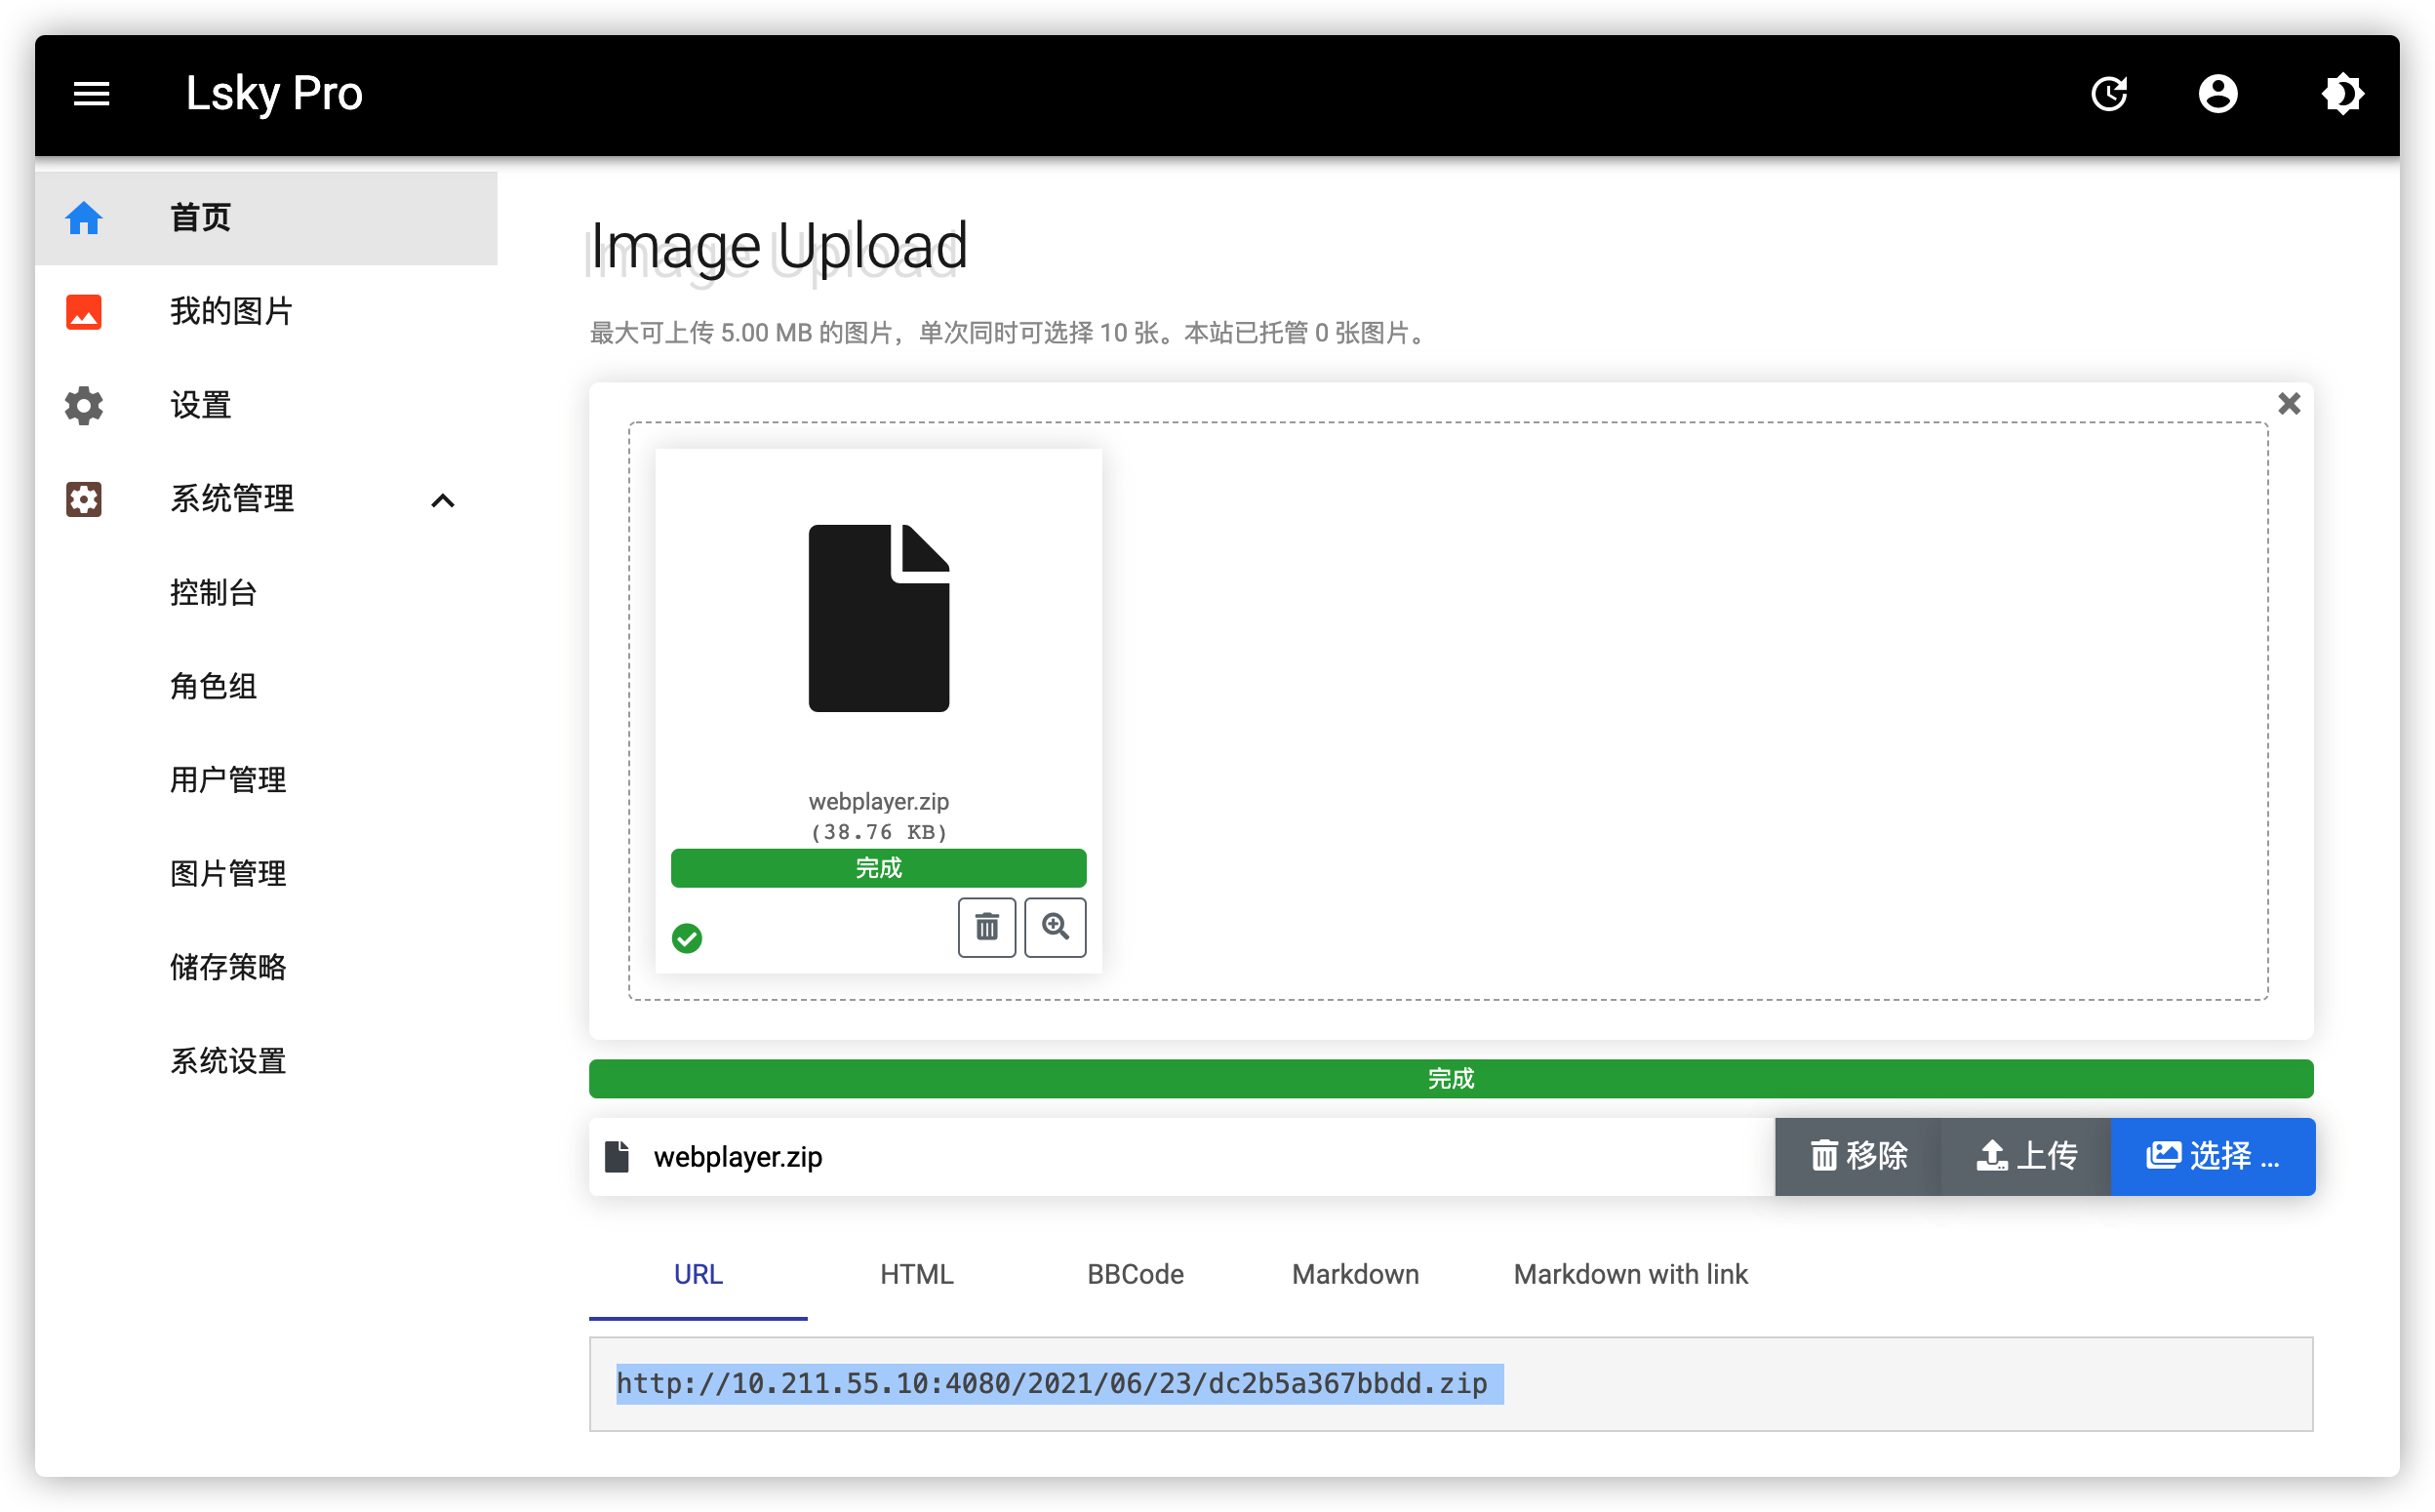 Lsky Pro
首页
我的图片
设置
系统管理
控制台
角色组
用户管理
图片管理
储存策略
系统设置
Image Upload
最大可上传 5.00 MB 的图片，单次同时可选择 10 张。本站已托管 0 张图片。
webplayer.zip
(38.76 KB)
完成
完成
webplayer.zip
移除 上传 选择 ...
URL HTML BBCode Markdown Markdown with link
http://10.211.55.10:4080/2021/06/23/dc2b5a367bbdd.zip